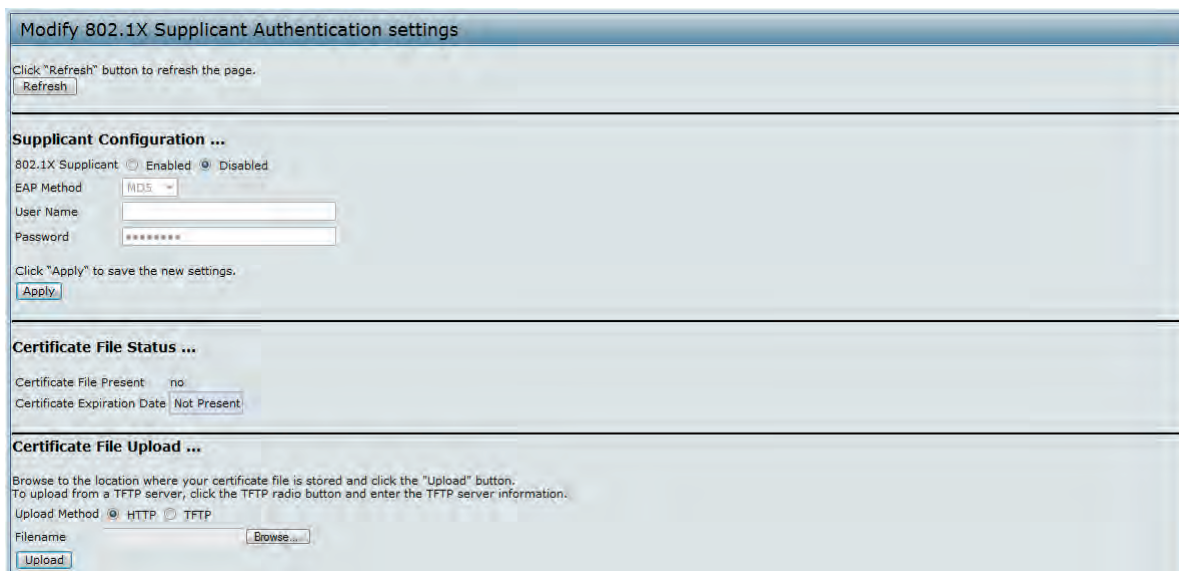 Modify 802.1X Supplicant Authentication settings
Click "Refresh" button to refresh the page.
Refresh
Supplicant Configuration ...
802.1X Supplicant Enabled Disabled
EAP Method MD5
User Name
Password ********
Click "Apply" to save the new settings.
Apply
Certificate File Status ...
Certificate File Present no
Certificate Expiration Date Not Present
Certificate File Upload ...
Browse to the location where your certificate file is stored and click the "Upload" button.
To upload from a TFTP server, click the TFTP radio button and enter the TFTP server information.
Upload Method HTTP TFTP
Filename Browse...
Upload